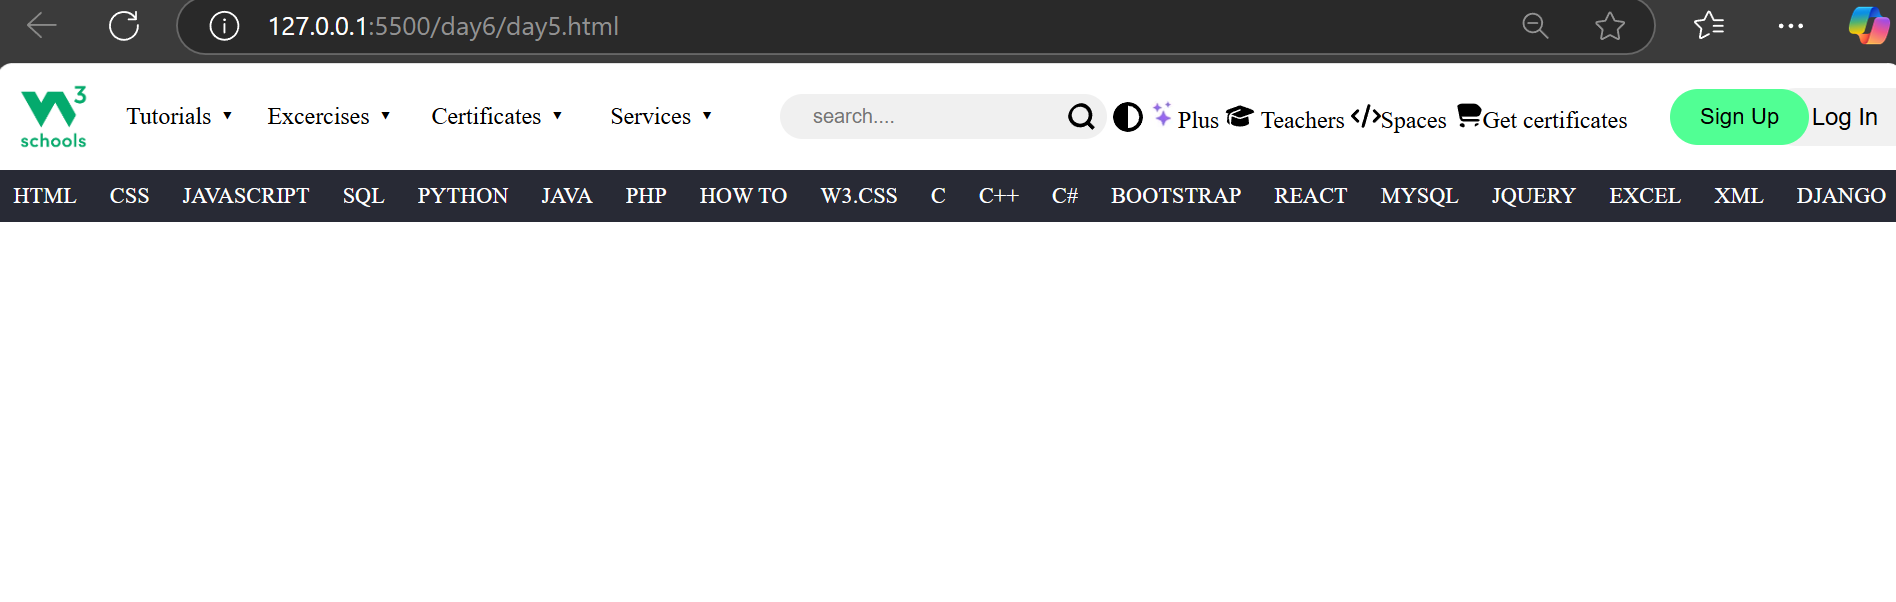 127.0.0.1:5500/day6/day5.html
W3 schools Tutorials ▼ Excercises ▼ Certificates ▼ Services ▼ search.... Plus Teachers </>Spaces Get certificates Sign Up Log In
HTML CSS JAVASCRIPT SQL PYTHON JAVA PHP HOW TO W3.CSS C C++ C# BOOTSTRAP REACT MYSQL JQUERY EXCEL XML DJANGO